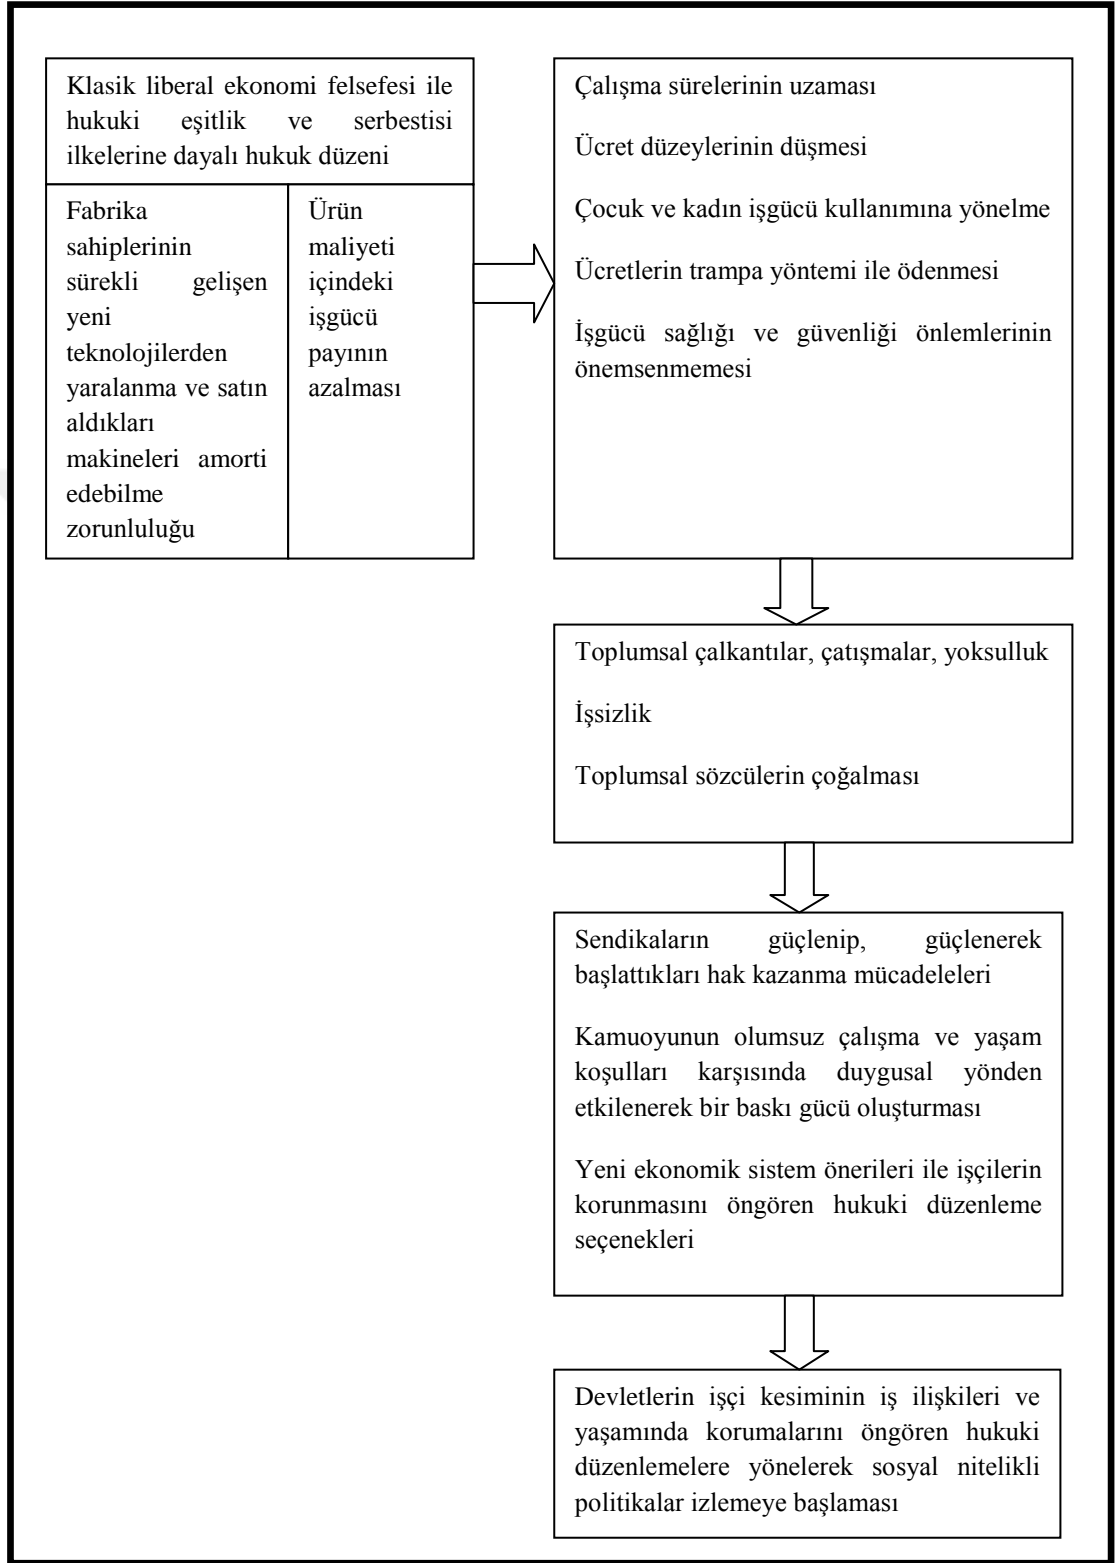 Klasik liberal ekonomi felsefesi ile
hukuki eşitlik ve serbestisi
ilkelerine dayalı hukuk düzeni
Fabrika
sahiplerinin
sürekli gelişen
yeni
teknolojilerden
yaralanma ve satın
aldıkları
makineleri amorti
edebilme
zorunluluğu
Ürün
maliyeti
içindeki
işgücü
payının
azalması
Çalışma sürelerinin uzaması
Ücret düzeylerinin düşmesi
Çocuk ve kadın işgücü kullanımına yönelme
Ücretlerin trampa yöntemi ile ödenmesi
İşgücü sağlığı ve güvenliği önlemlerinin
önemsenmemesi
Toplumsal çalkantılar, çatışmalar, yoksulluk
İşsizlik
Toplumsal sözcülerin çoğalması
Sendikaların güçlenip, güçlenerek
başlattıkları hak kazanma mücadeleleri
Kamuoyunun olumsuz çalışma ve yaşam
koşulları karşısında duygusal yönden
etkilenerek bir baskı gücü oluşturması
Yeni ekonomik sistem önerileri ile işçilerin
korunmasını öngören hukuki düzenleme
seçenekleri
Devletlerin işçi kesiminin iş ilişkileri ve
yaşamında korumalarını öngören hukuki
düzenlemelere yönelerek sosyal nitelikli
politikalar izlemeye başlaması